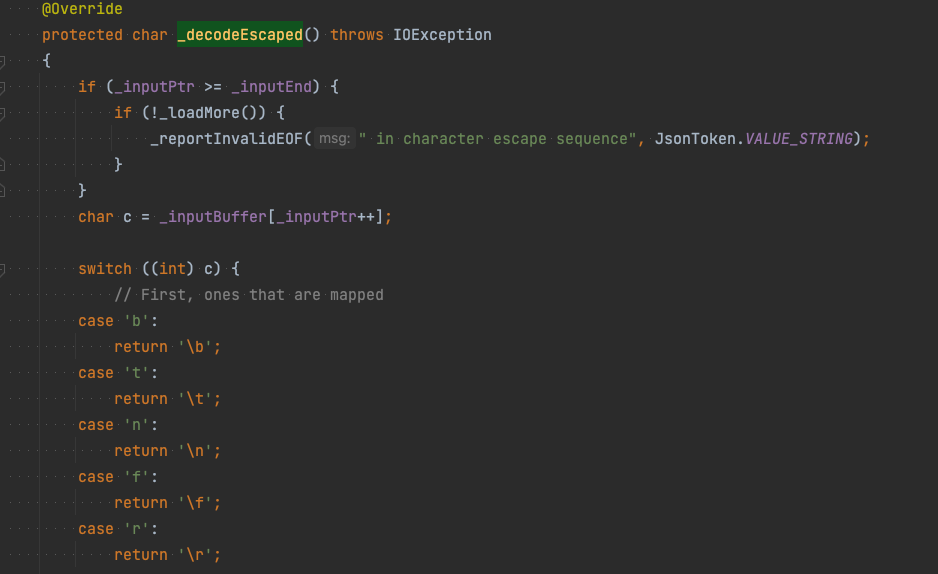 @Override
protected char _decodeEscaped() throws IOException
{
if (_inputPtr >= _inputEnd) {
if (!_loadMore()) {
_reportInvalidEOF( msg: " in character escape sequence", JsonToken.VALUE_STRING);
}
}
char c = _inputBuffer[_inputPtr++];
switch ((int) c) {
// First, ones that are mapped
case 'b':
return '\b';
case 't':
return '\t';
case 'n':
return '\n';
case 'f':
return '\f';
case 'r':
return '\r';